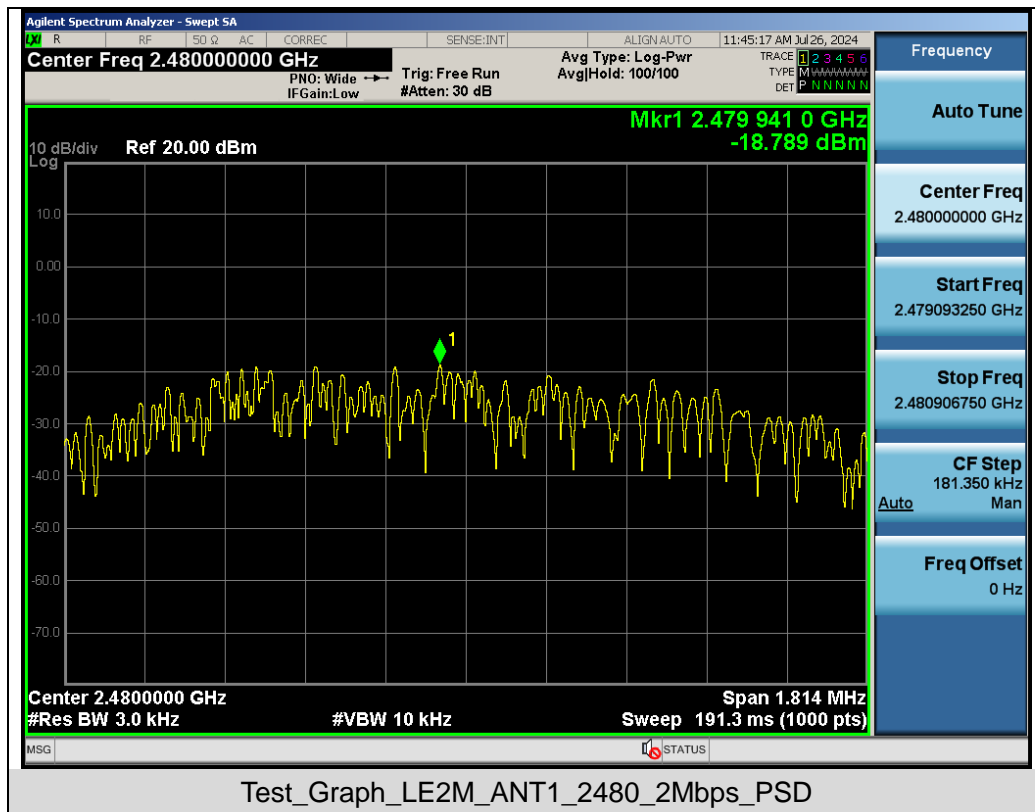 Agilent Spectrum Analyzer - Swept SA
LXI R RF 50 Ω AC CORREC SENSE:INT ALIGN AUTO 11:45:17 AM Jul 26, 2024
Center Freq 2.480000000 GHz
PNO: Wide
IFGain:Low
Trig: Free Run
#Atten: 30 dB
Avg Type: Log-Pwr
Avg|Hold: 100/100
TRACE 1 2 3 4 5 6
TYPE M
DET P N N N N N
Mkr1 2.479 941 0 GHz
-18.789 dBm
10 dB/div Ref 20.00 dBm
Log
10.0
0.00
-10.0
-20.0
-30.0
-40.0
-50.0
-60.0
-70.0
1
Center 2.4800000 GHz Span 1.814 MHz
#Res BW 3.0 kHz #VBW 10 kHz Sweep 191.3 ms (1000 pts)
MSG STATUS
Frequency
Auto Tune
Center Freq
2.480000000 GHz
Start Freq
2.479093250 GHz
Stop Freq
2.480906750 GHz
CF Step
181.350 kHz
Auto Man
Freq Offset
0 Hz
Test_Graph_LE2M_ANT1_2480_2Mbps_PSD